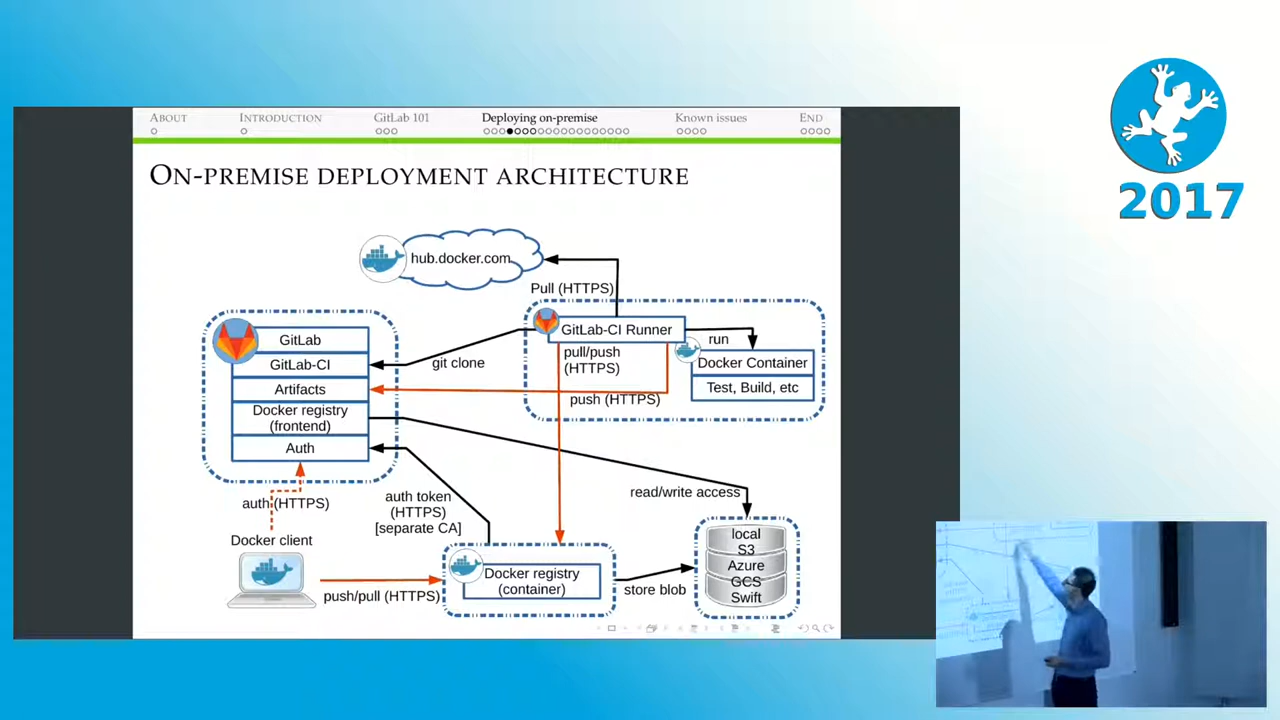 ABOUT
INTRODUCTION
GitLab 101
Deploying on-premise
Known issues
END
ON-PREMISE DEPLOYMENT ARCHITECTURE
2017
hub.docker.com
Pull (HTTPS)
GitLab
GitLab-CI
Artifacts
Docker registry
(frontend)
Auth
git clone
GitLab-CI Runner
pull/push
(HTTPS)
push (HTTPS)
run
Docker Container
Test, Build, etc
auth (HTTPS)
auth token
(HTTPS)
[separate CA]
read/write access
Docker client
push/pull (HTTPS)
Docker registry
(container)
store blob
local
S3
Azure
GCS
Swift